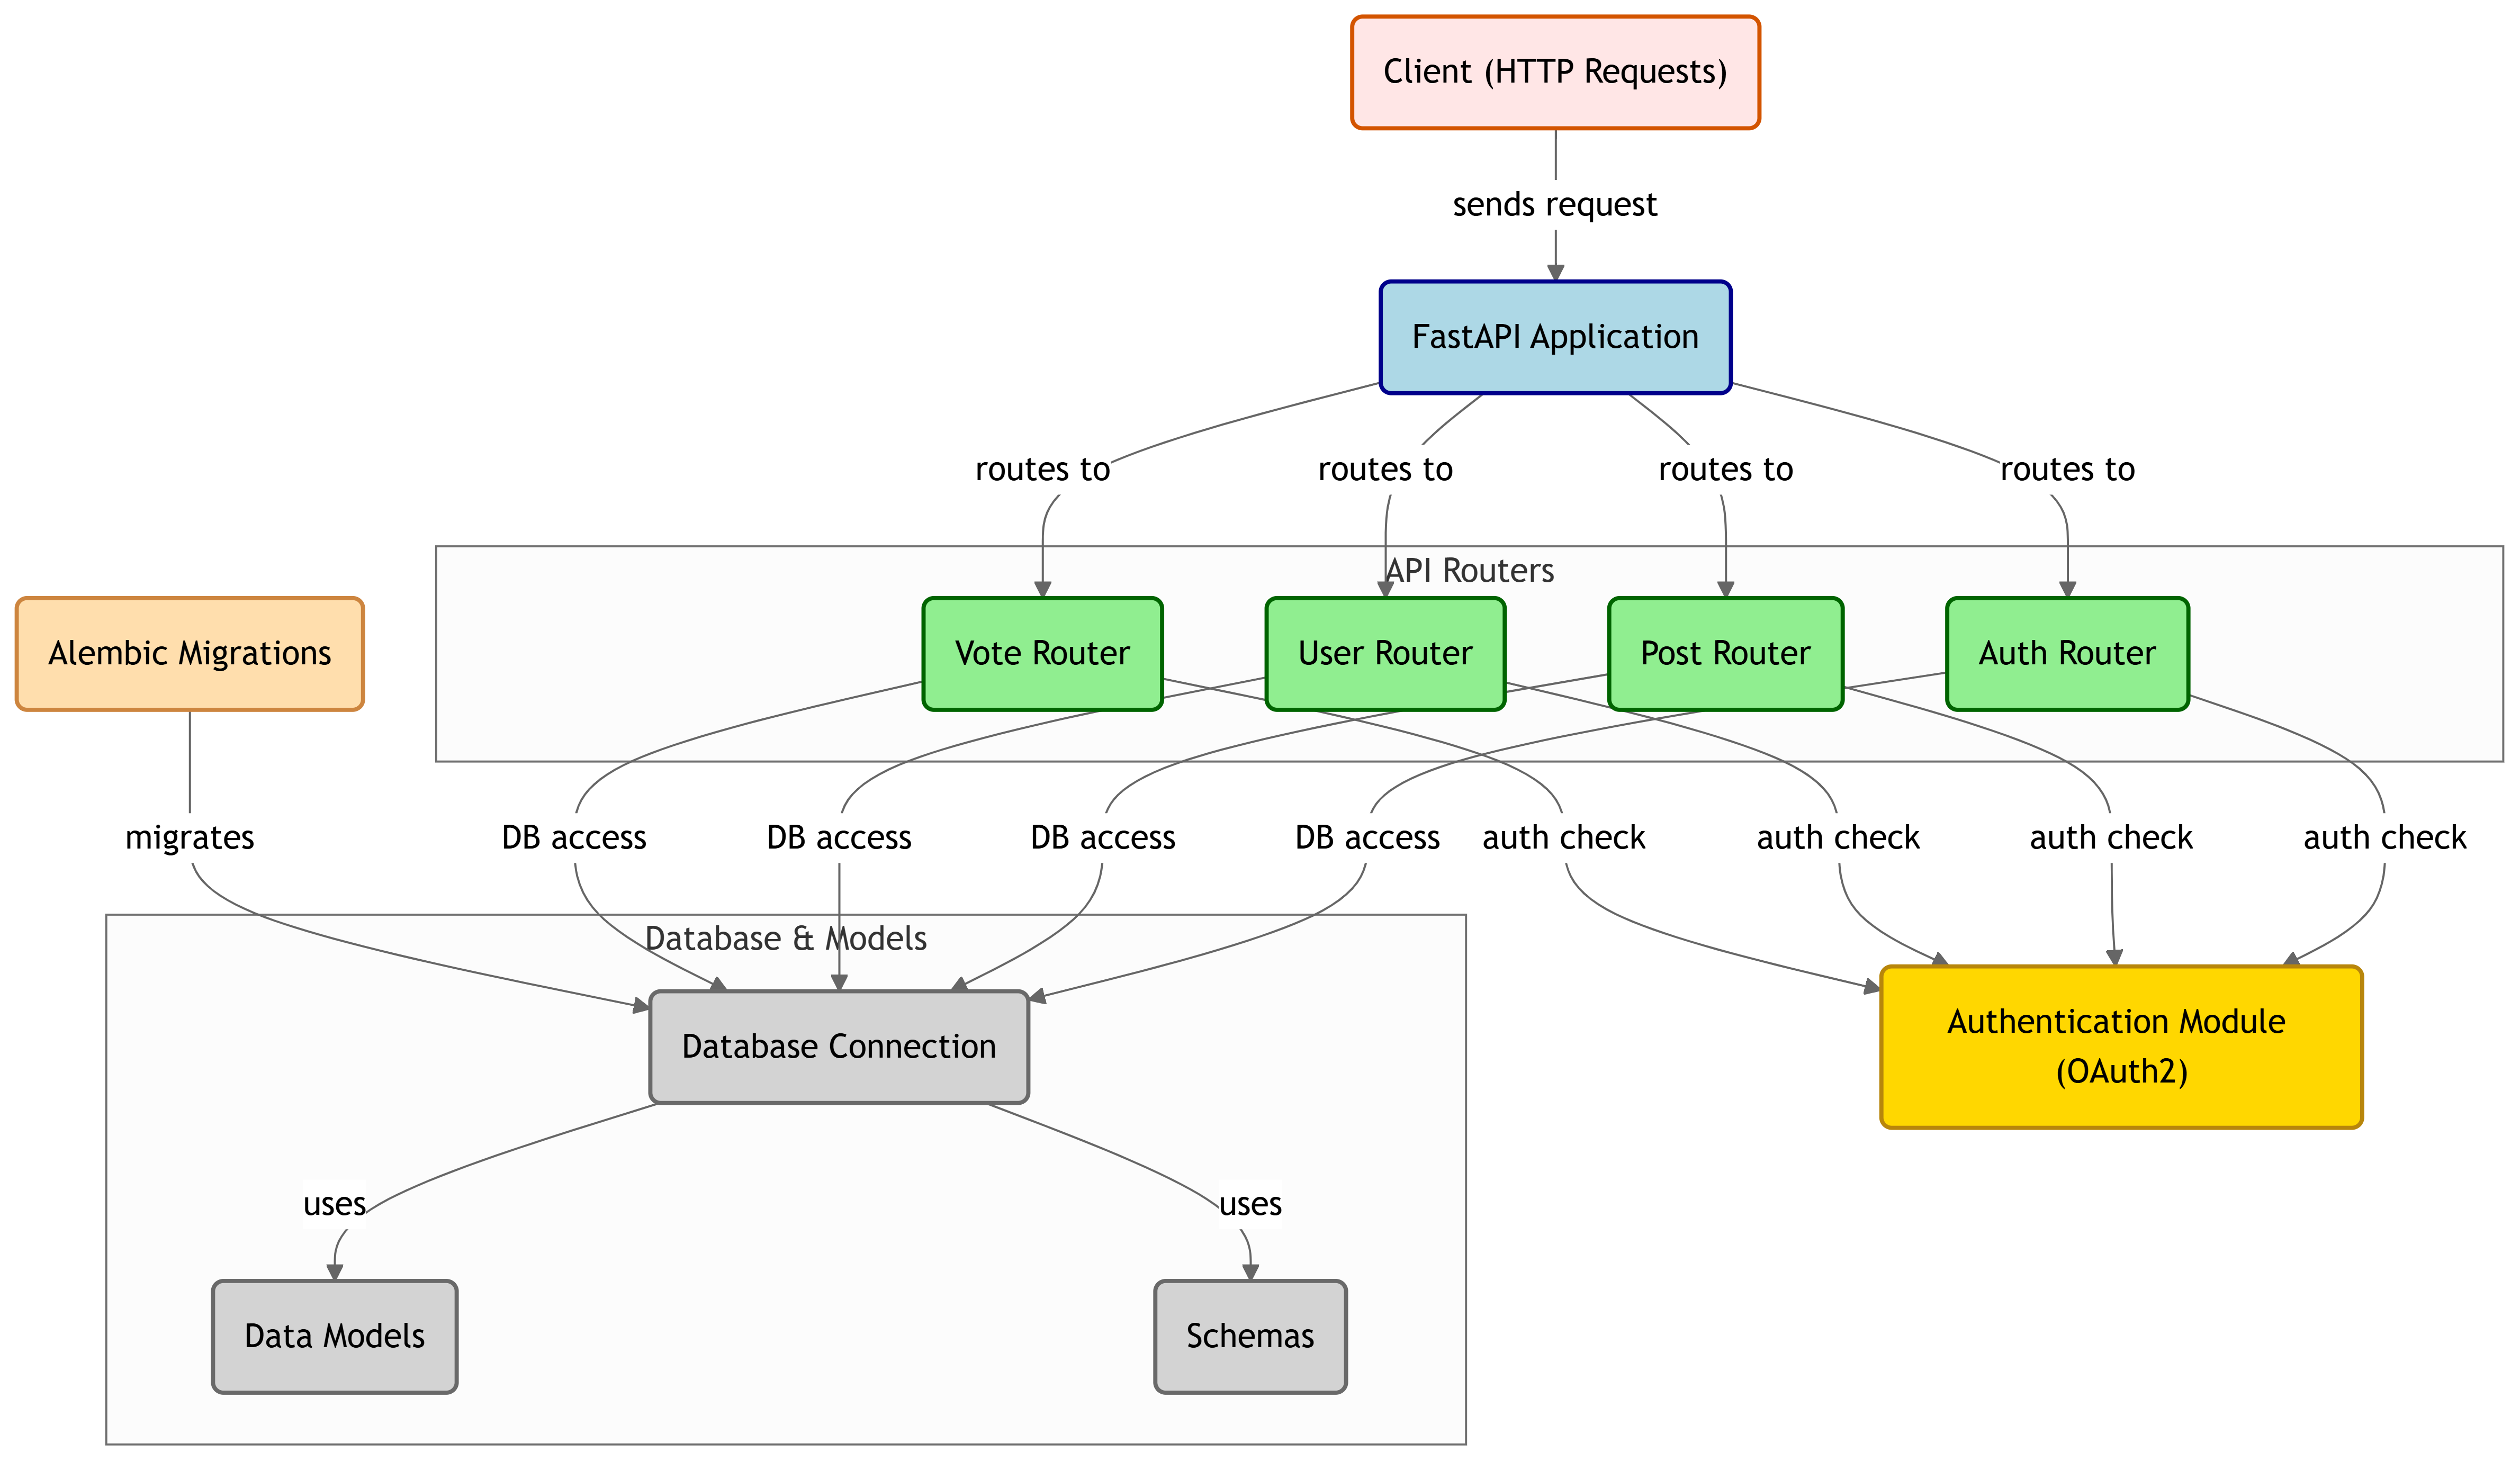 Client (HTTP Requests)
sends request
FastAPI Application
routes to
routes to
routes to
routes to
API Routers
Alembic Migrations
Vote Router
User Router
Post Router
Auth Router
migrates
DB access
DB access
DB access
DB access
auth check
auth check
auth check
auth check
Database & Models
Database Connection
Authentication Module
(OAuth2)
uses
uses
Data Models
Schemas